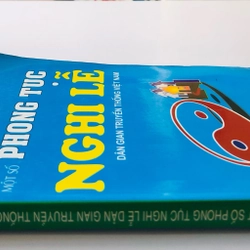 MỘT SỐ
PHONG TỤC
NGHI LỄ
DÂN GIAN TRUYỀN THỐNG VIỆT NAM
SỐ PHONG TỤC NGHI LỄ DÂN GIAN TRUYỀN THỐNG